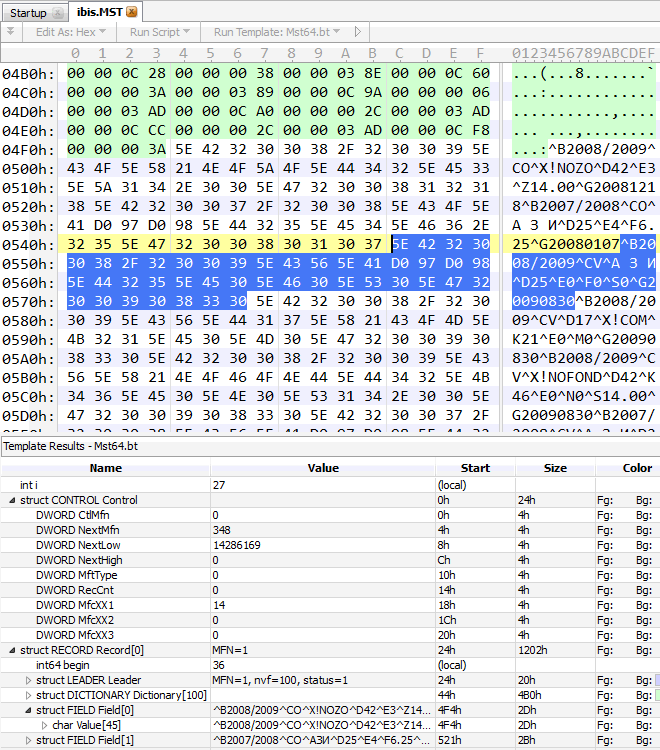 Startup ibis.MST
Edit As: Hex Run Script Run Template: Mst64.bt
0 1 2 3 4 5 6 7 8 9 A B C D E F 0123456789ABCDEF
04B0h: 00 00 0C 28 00 00 00 38 00 00 03 8E 00 00 0C 60 ...(...8.......`
04C0h: 00 00 00 3A 00 00 03 89 00 00 0C 9A 00 00 00 06 ...:............
04D0h: 00 00 03 AD 00 00 0C A0 00 00 00 2C 00 00 03 AD ...........,....
04E0h: 00 00 0C CC 00 00 00 2C 00 00 03 AD 00 00 0C F8 .......,........
04F0h: 00 00 00 3A 5E 42 32 30 30 38 2F 32 30 30 39 5E ...:^B2008/2009^
0500h: 43 4F 5E 58 21 4E 4F 5A 4F 5E 44 34 32 5E 45 33 CO^X!NOZO^D42^E3
0510h: 5E 5A 31 34 2E 30 30 5E 47 32 30 30 38 31 32 31 ^Z14.00^G2008121
0520h: 38 5E 42 32 30 30 37 2F 32 30 30 38 5E 43 4F 5E 8^B2007/2008^CO^
0530h: 41 D0 97 D0 98 5E 44 32 35 5E 45 34 5E 46 36 2E A З И^D25^E4^F6.
0540h: 32 35 5E 47 32 30 30 38 30 31 30 37 5E 42 32 30 25^G20080107^B20
0550h: 30 38 2F 32 30 30 39 5E 43 56 5E 41 D0 97 D0 98 08/2009^CV^A З И
0560h: 5E 44 32 35 5E 45 30 5E 46 30 5E 53 30 5E 47 32 ^D25^E0^F0^S0^G2
0570h: 30 30 39 30 38 33 30 5E 42 32 30 30 38 2F 32 30 0090830^B2008/20
0580h: 30 39 5E 43 56 5E 44 31 37 5E 58 21 43 4F 4D 5E 09^CV^D17^X!COM^
0590h: 4B 32 31 5E 45 30 5E 4D 30 5E 47 32 30 30 39 30 K21^E0^M0^G20090
05A0h: 38 33 30 5E 42 32 30 30 38 2F 32 30 30 39 5E 43 830^B2008/2009^C
05B0h: 56 5E 58 21 4E 4F 46 4F 4E 44 5E 44 34 32 5E 4B V^X!NOFOND^D42^K
05C0h: 34 36 5E 45 30 5E 4E 30 5E 53 31 34 2E 30 30 5E 46^E0^N0^S14.00^
05D0h: 47 32 30 30 39 30 38 33 30 5E 42 32 30 30 37 2F G20090830^B2007/
Template Results - Mst64.bt
Name Value Start Size Color
int i 27 (local)
struct CONTROL Control 0h 24h Fg: Bg:
DWORD CtlMfn 0 0h 4h Fg: Bg:
DWORD NextMfn 348 4h 4h Fg: Bg:
DWORD NextLow 14286169 8h 4h Fg: Bg:
DWORD NextHigh 0 Ch 4h Fg: Bg:
DWORD MftType 0 10h 4h Fg: Bg:
DWORD RecCnt 0 14h 4h Fg: Bg:
DWORD MfcXX1 14 18h 4h Fg: Bg:
DWORD MfcXX2 0 1Ch 4h Fg: Bg:
DWORD MfcXX3 0 20h 4h Fg: Bg:
struct RECORD Record[0] MFN=1 24h 1202h Fg: Bg:
int64 begin 36 (local)
struct LEADER Leader MFN=1, nvf=100, status=1 24h 20h Fg: Bg:
struct DICTIONARY Dictionary[100] 44h 4B0h Fg: Bg:
struct FIELD Field[0] ^B2008/2009^CO^X!NOZO^D42^E3^Z14... 4F4h 2Dh Fg: Bg:
char Value[45] ^B2008/2009^CO^X!NOZO^D42^E3^Z14... 4F4h 2Dh Fg: Bg:
struct FIELD Field[1] ^B2007/2008^CO^AЗИ^D25^E4^F6.25^... 521h 2Bh Fg: Bg: